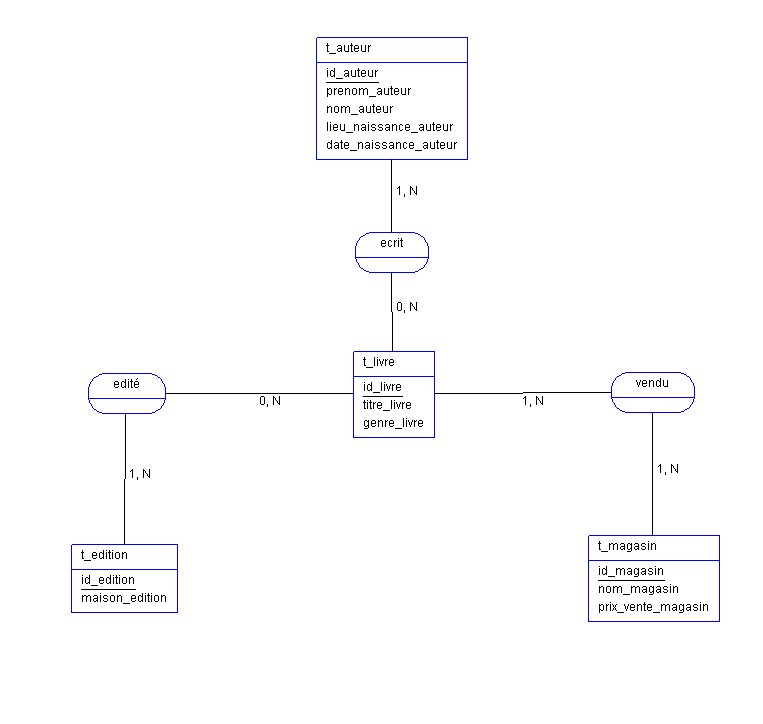 t_auteur
id_auteur
prenom_auteur
nom_auteur
lieu_naissance_auteur
date_naissance_auteur
1, N
ecrit
0, N
t_livre
id_livre
titre_livre
genre_livre
edité
0, N
1, N
vendu
1, N
1, N
t_edition
id_edition
maison_edition
t_magasin
id_magasin
nom_magasin
prix_vente_magasin